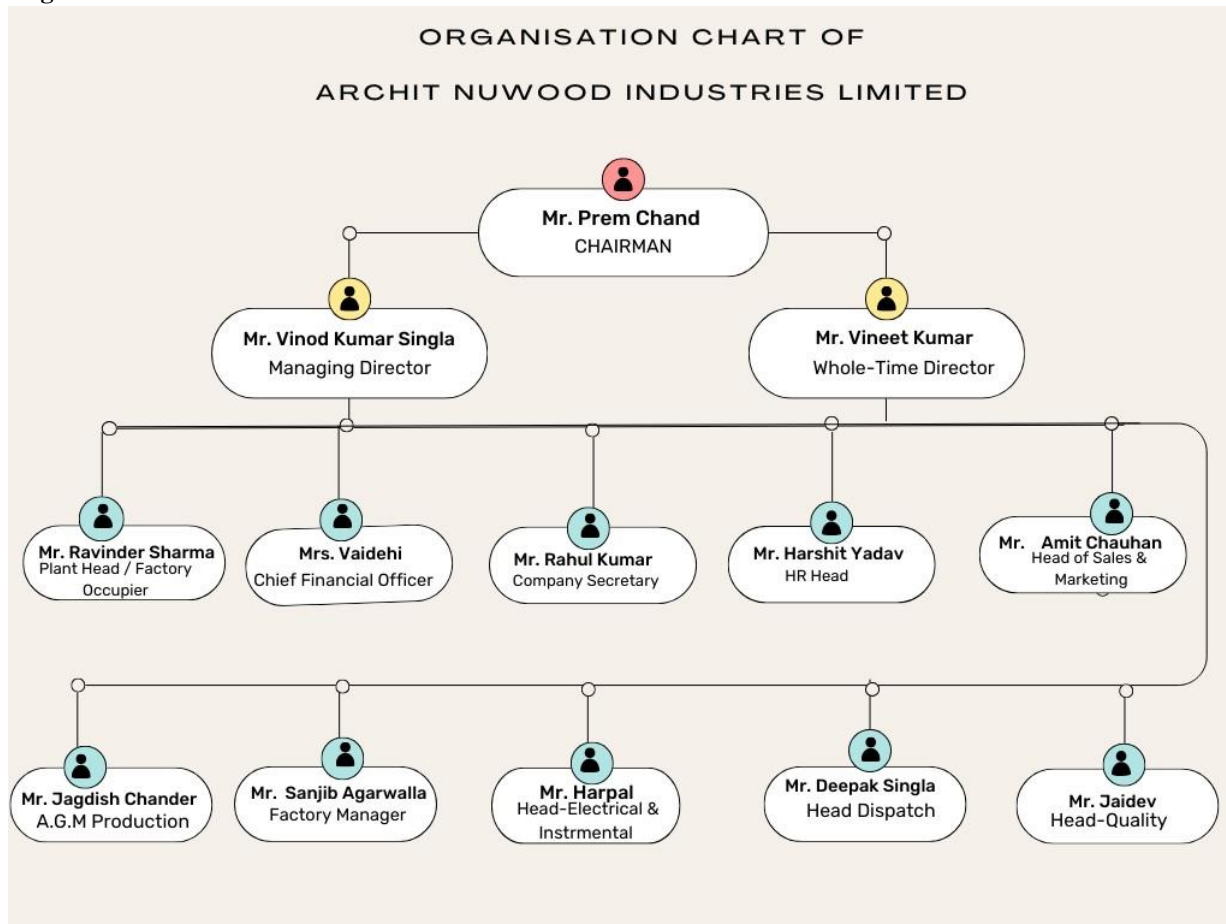 ORGANISATION CHART OF
ARCHIT NUWOOD INDUSTRIES LIMITED
Mr. Prem Chand
CHAIRMAN
Mr. Vinod Kumar Singla
Managing Director
Mr. Vineet Kumar
Whole-Time Director
Mr. Ravinder Sharma
Plant Head / Factory
Occupier
Mrs. Vaidehi
Chief Financial Officer
Mr. Rahul Kumar
Company Secretary
Mr. Harshit Yadav
HR Head
Mr. Amit Chauhan
Head of Sales &
Marketing
Mr. Jagdish Chander
A.G.M Production
Mr. Sanjib Agarwalla
Factory Manager
Mr. Harpal
Head-Electrical &
Instrmental
Mr. Deepak Singla
Head Dispatch
Mr. Jaidev
Head-Quality